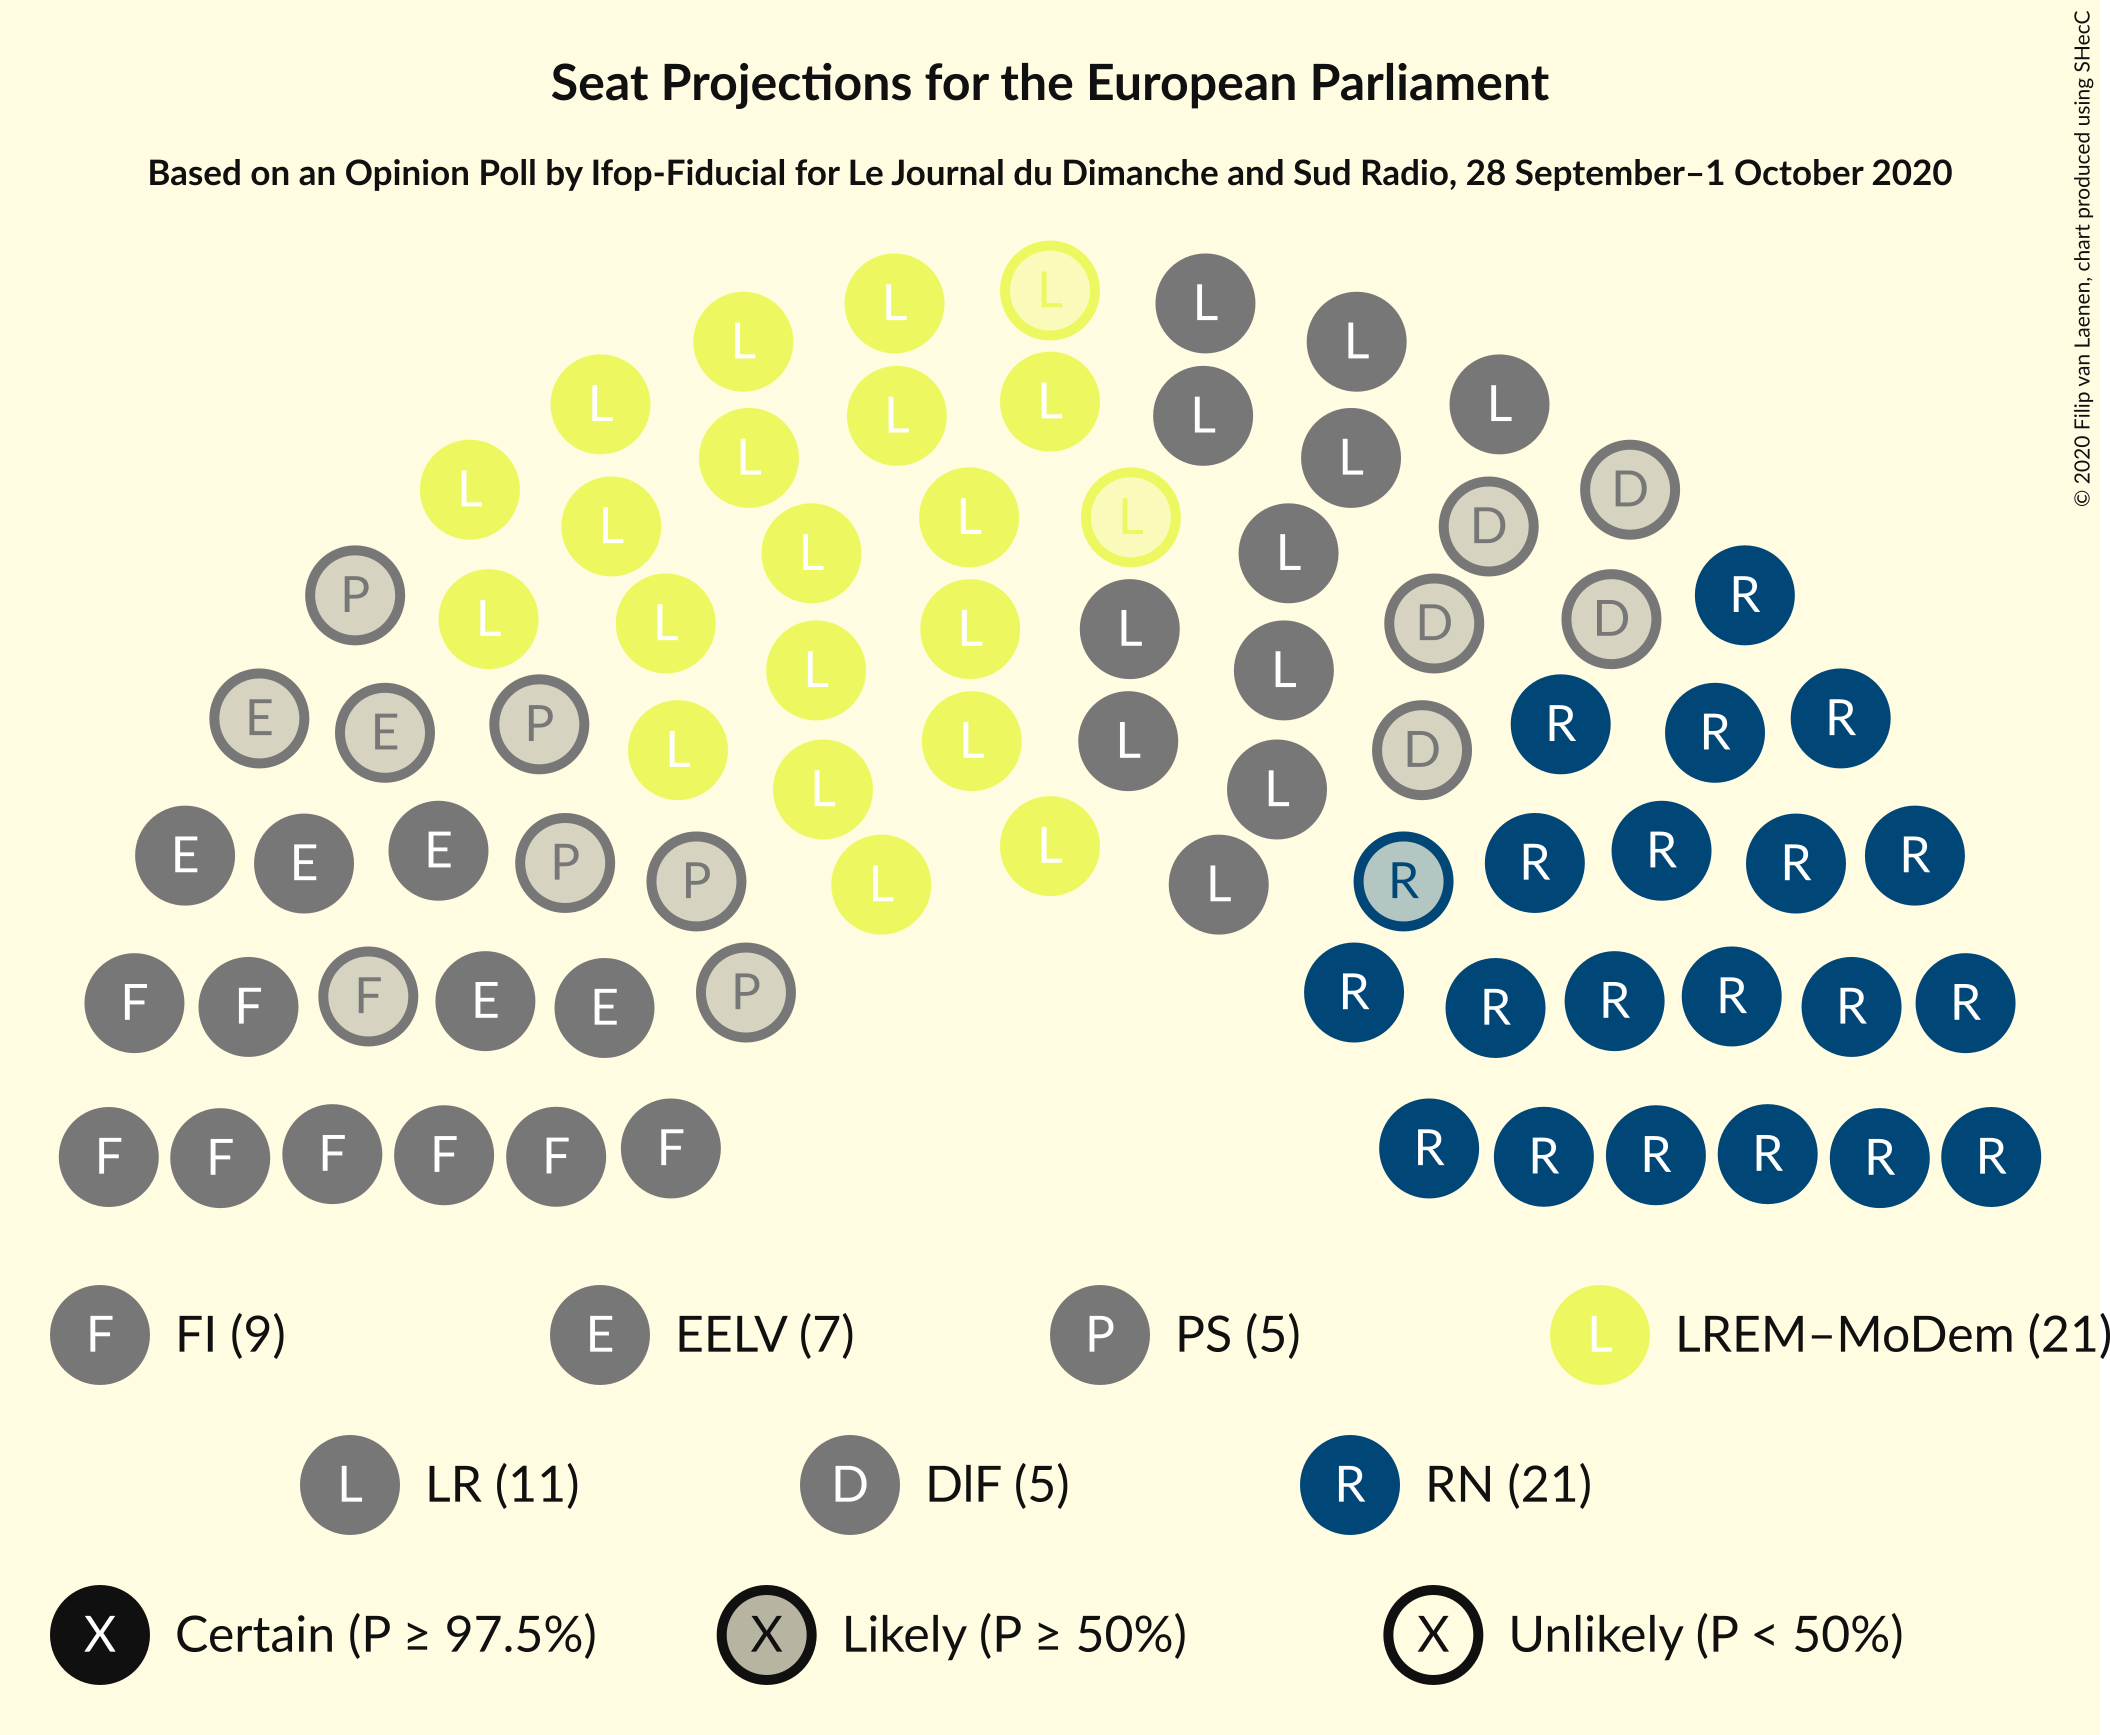 Seat Projections for the European Parliament
Based on an Opinion Poll by Ifop-Fiducial for Le Journal du Dimanche and Sud Radio, 28 September–1 October 2020
© 2020 Filip van Laenen, chart produced using SHecC
L L L L L
L L L L L L L
L L L L D D
P L L L L R
E E P L L L L D D R R R
E E E P P L L L L D R R R R R
F F F E E P L L L R R R R R R R
F F F F F F R R R R R R
F FI (9) E EELV (7) P PS (5) L LREM–MoDem (21)
L LR (11) D DIF (5) R RN (21)
X Certain (P ≥ 97.5%) X Likely (P ≥ 50%) X Unlikely (P < 50%)